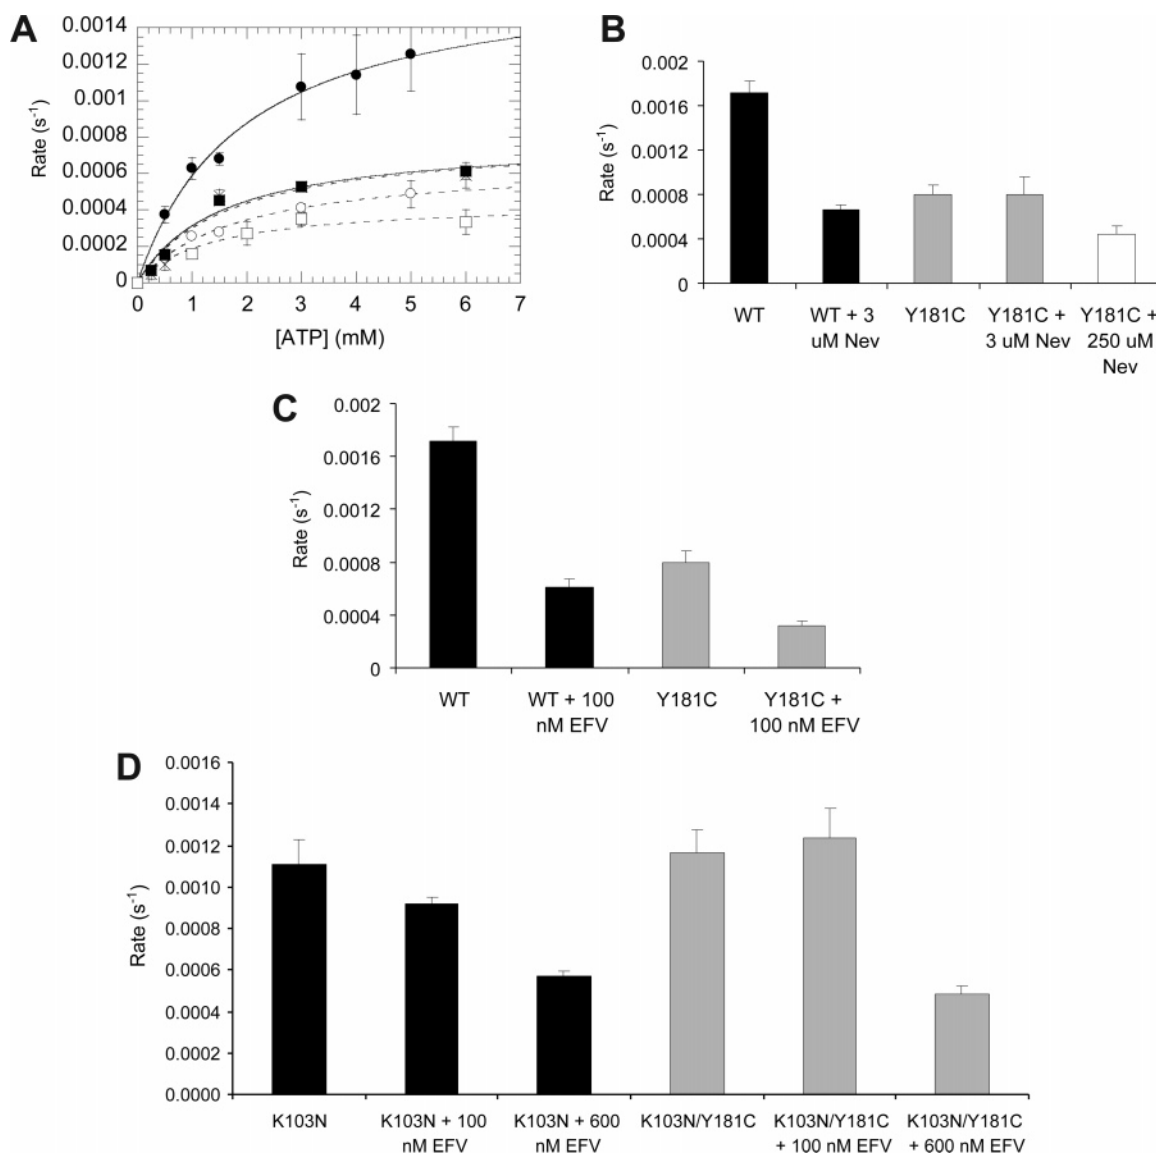 A
0.0014
0.0012
0.001
0.0008
0.0006
0.0004
0.0002
0
Rate (s⁻¹)
0 1 2 3 4 5 6 7
[ATP] (mM)
B
0.002
0.0016
0.0012
0.0008
0.0004
0
Rate (s⁻¹)
WT
WT + 3
uM Nev
Y181C
Y181C +
3 uM Nev
Y181C +
250 uM
Nev
C
0.002
0.0016
0.0012
0.0008
0.0004
0
Rate (s⁻¹)
WT
WT + 100
nM EFV
Y181C
Y181C +
100 nM EFV
D
0.0016
0.0014
0.0012
0.0010
0.0008
0.0006
0.0004
0.0002
0.0000
Rate (s⁻¹)
K103N
K103N + 100
nM EFV
K103N + 600
nM EFV
K103N/Y181C
K103N/Y181C
+ 100 nM EFV
K103N/Y181C
+ 600 nM EFV